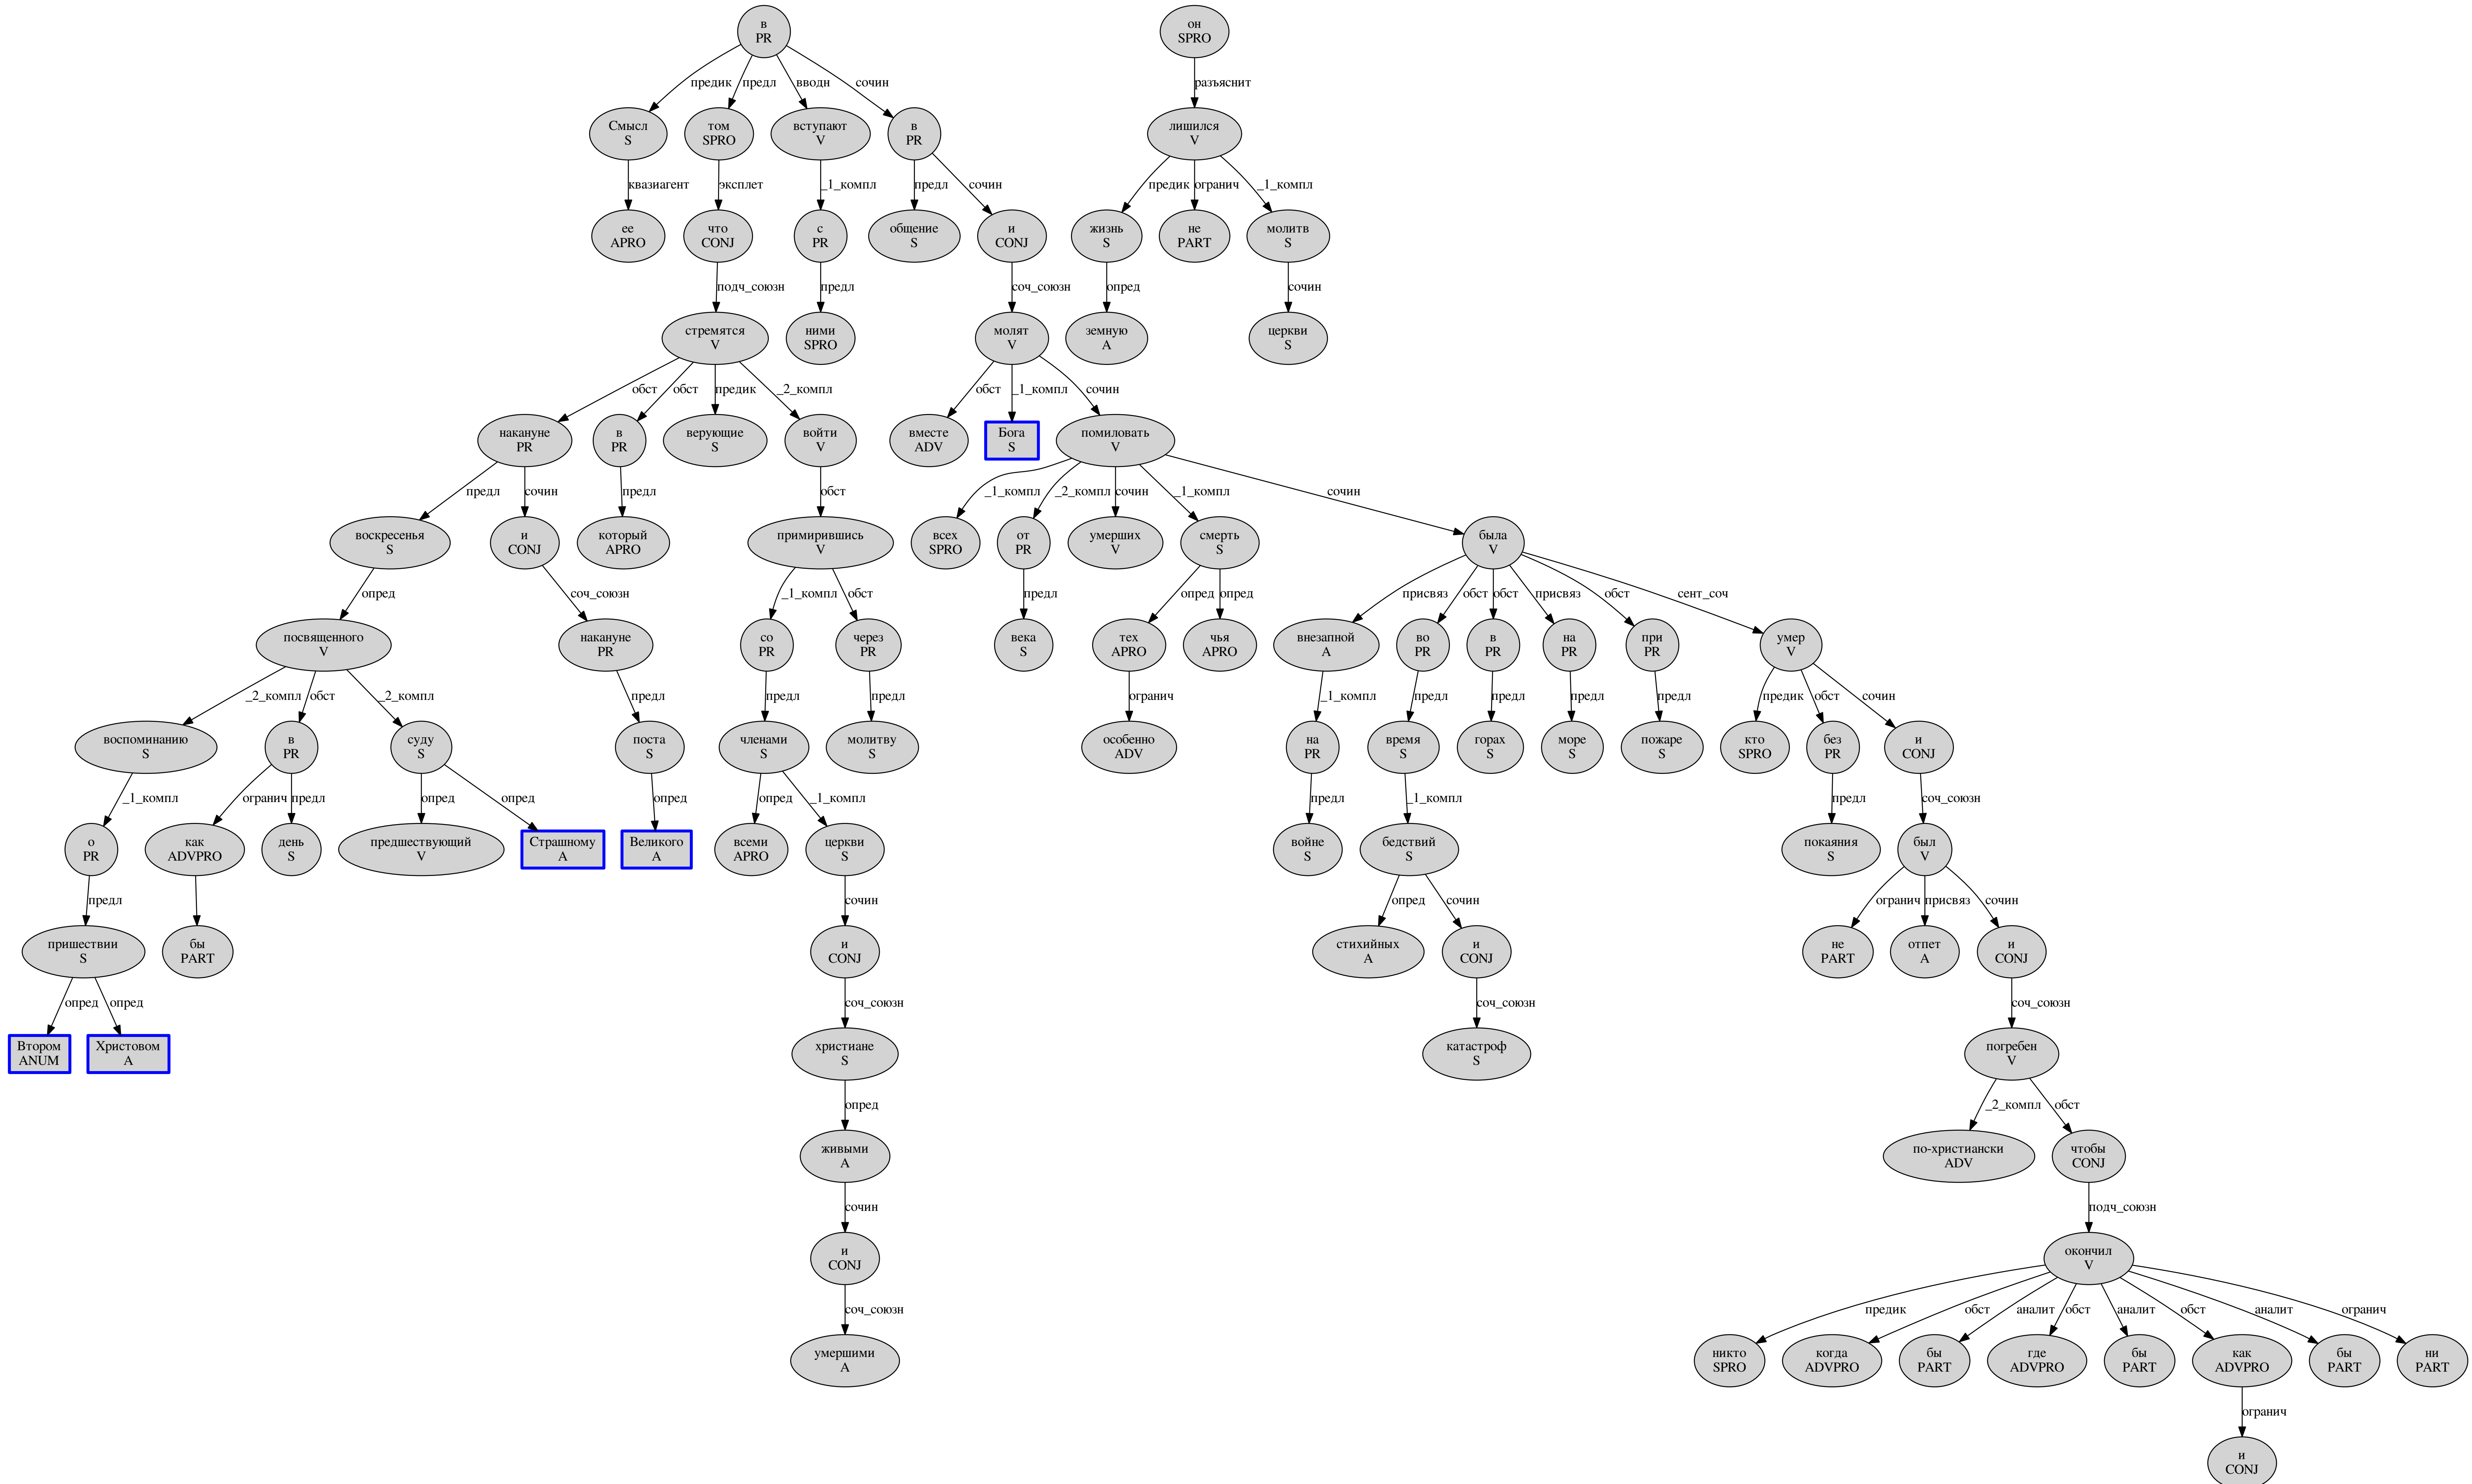 в
PR
он
SPRO
предик
предл
вводн
сочин
разъяснит
Смысл
S
том
SPRO
вступают
V
в
PR
лишился
V
квазиагент
эксплет
_1_компл
предл
сочин
предик
огранич
_1_компл
ее
APRO
что
CONJ
с
PR
общение
S
и
CONJ
жизнь
S
не
PART
молитв
S
подч_союзн
предл
соч_союзн
опред
сочин
стремятся
V
ними
SPRO
молят
V
земную
A
церкви
S
обст
обст
предик
_2_компл
обст
_1_компл
сочин
накануне
PR
в
PR
верующие
S
войти
V
вместе
ADV
Бога
S
помиловать
V
предл
сочин
предл
обст
_1_компл
_2_компл
сочин
_1_компл
сочин
воскресенья
S
и
CONJ
который
APRO
примирившись
V
всех
SPRO
от
PR
умерших
V
смерть
S
была
V
опред
соч_союзн
_1_компл
обст
предл
опред
опред
присвяз
обст
обст
присвяз
обст
сент_соч
посвященного
V
накануне
PR
со
PR
через
PR
века
S
тех
APRO
чья
APRO
внезапной
A
во
PR
в
PR
на
PR
при
PR
умер
V
_2_компл
обст
_2_компл
предл
предл
предл
огранич
_1_компл
предл
предл
предл
предл
предик
обст
сочин
воспоминанию
S
в
PR
суду
S
поста
S
членами
S
молитву
S
особенно
ADV
на
PR
время
S
горах
S
море
S
пожаре
S
кто
SPRO
без
PR
и
CONJ
_1_компл
огранич
предл
опред
опред
опред
опред
_1_компл
предл
_1_компл
предл
соч_союзн
о
PR
как
ADVPRO
день
S
предшествующий
V
Страшному
A
Великого
A
всеми
APRO
церкви
S
войне
S
бедствий
S
покаяния
S
был
V
предл
сочин
опред
сочин
огранич
присвяз
сочин
пришествии
S
бы
PART
и
CONJ
стихийных
A
и
CONJ
не
PART
отпет
A
и
CONJ
опред
опред
соч_союзн
соч_союзн
соч_союзн
Втором
ANUM
Христовом
A
христиане
S
катастроф
S
погребен
V
опред
_2_компл
обст
живыми
A
по-христиански
ADV
чтобы
CONJ
сочин
подч_союзн
и
CONJ
окончил
V
соч_союзн
предик
обст
аналит
обст
аналит
обст
аналит
огранич
умершими
A
никто
SPRO
когда
ADVPRO
бы
PART
где
ADVPRO
бы
PART
как
ADVPRO
бы
PART
ни
PART
огранич
и
CONJ